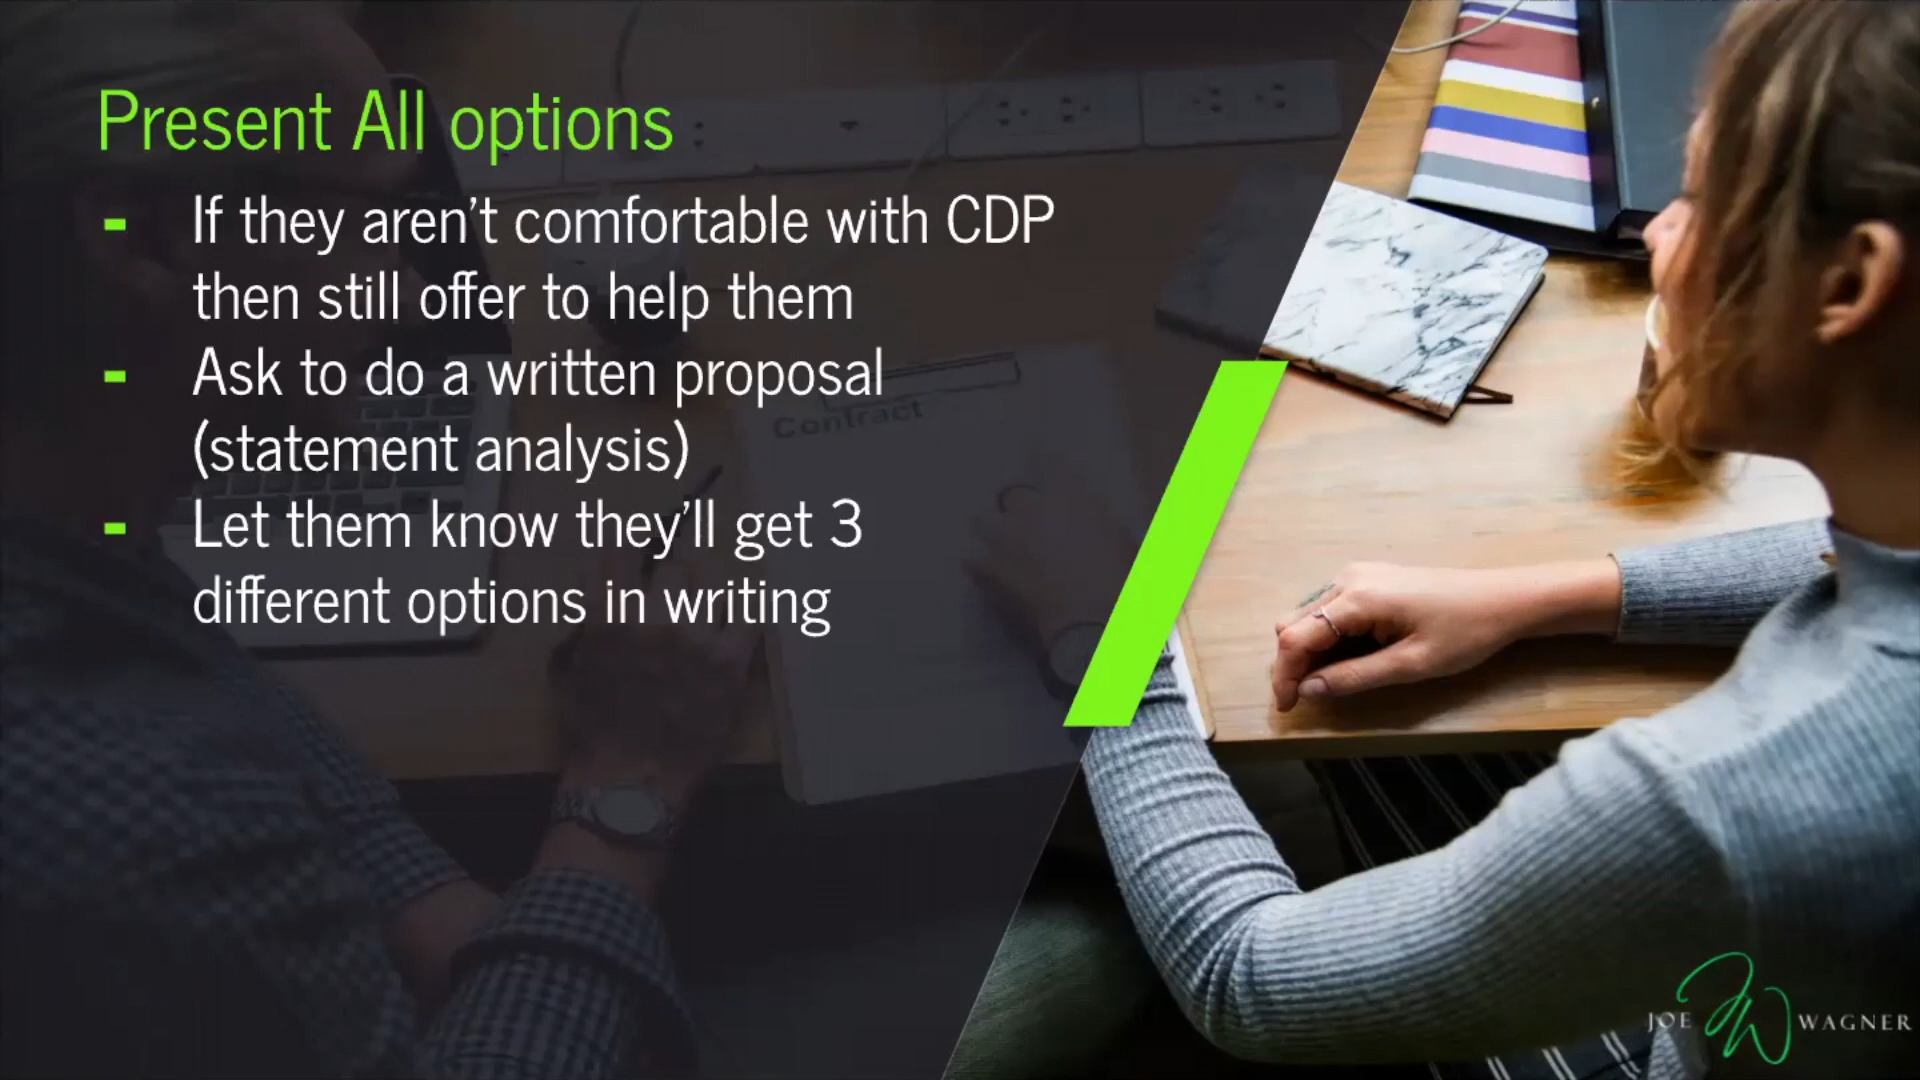 Present All options
- If they aren't comfortable with CDP
then still offer to help them
- Ask to do a written proposal
(statement analysis)
- Let them know they'll get 3
different options in writing
Contract
JOE JW WAGNER